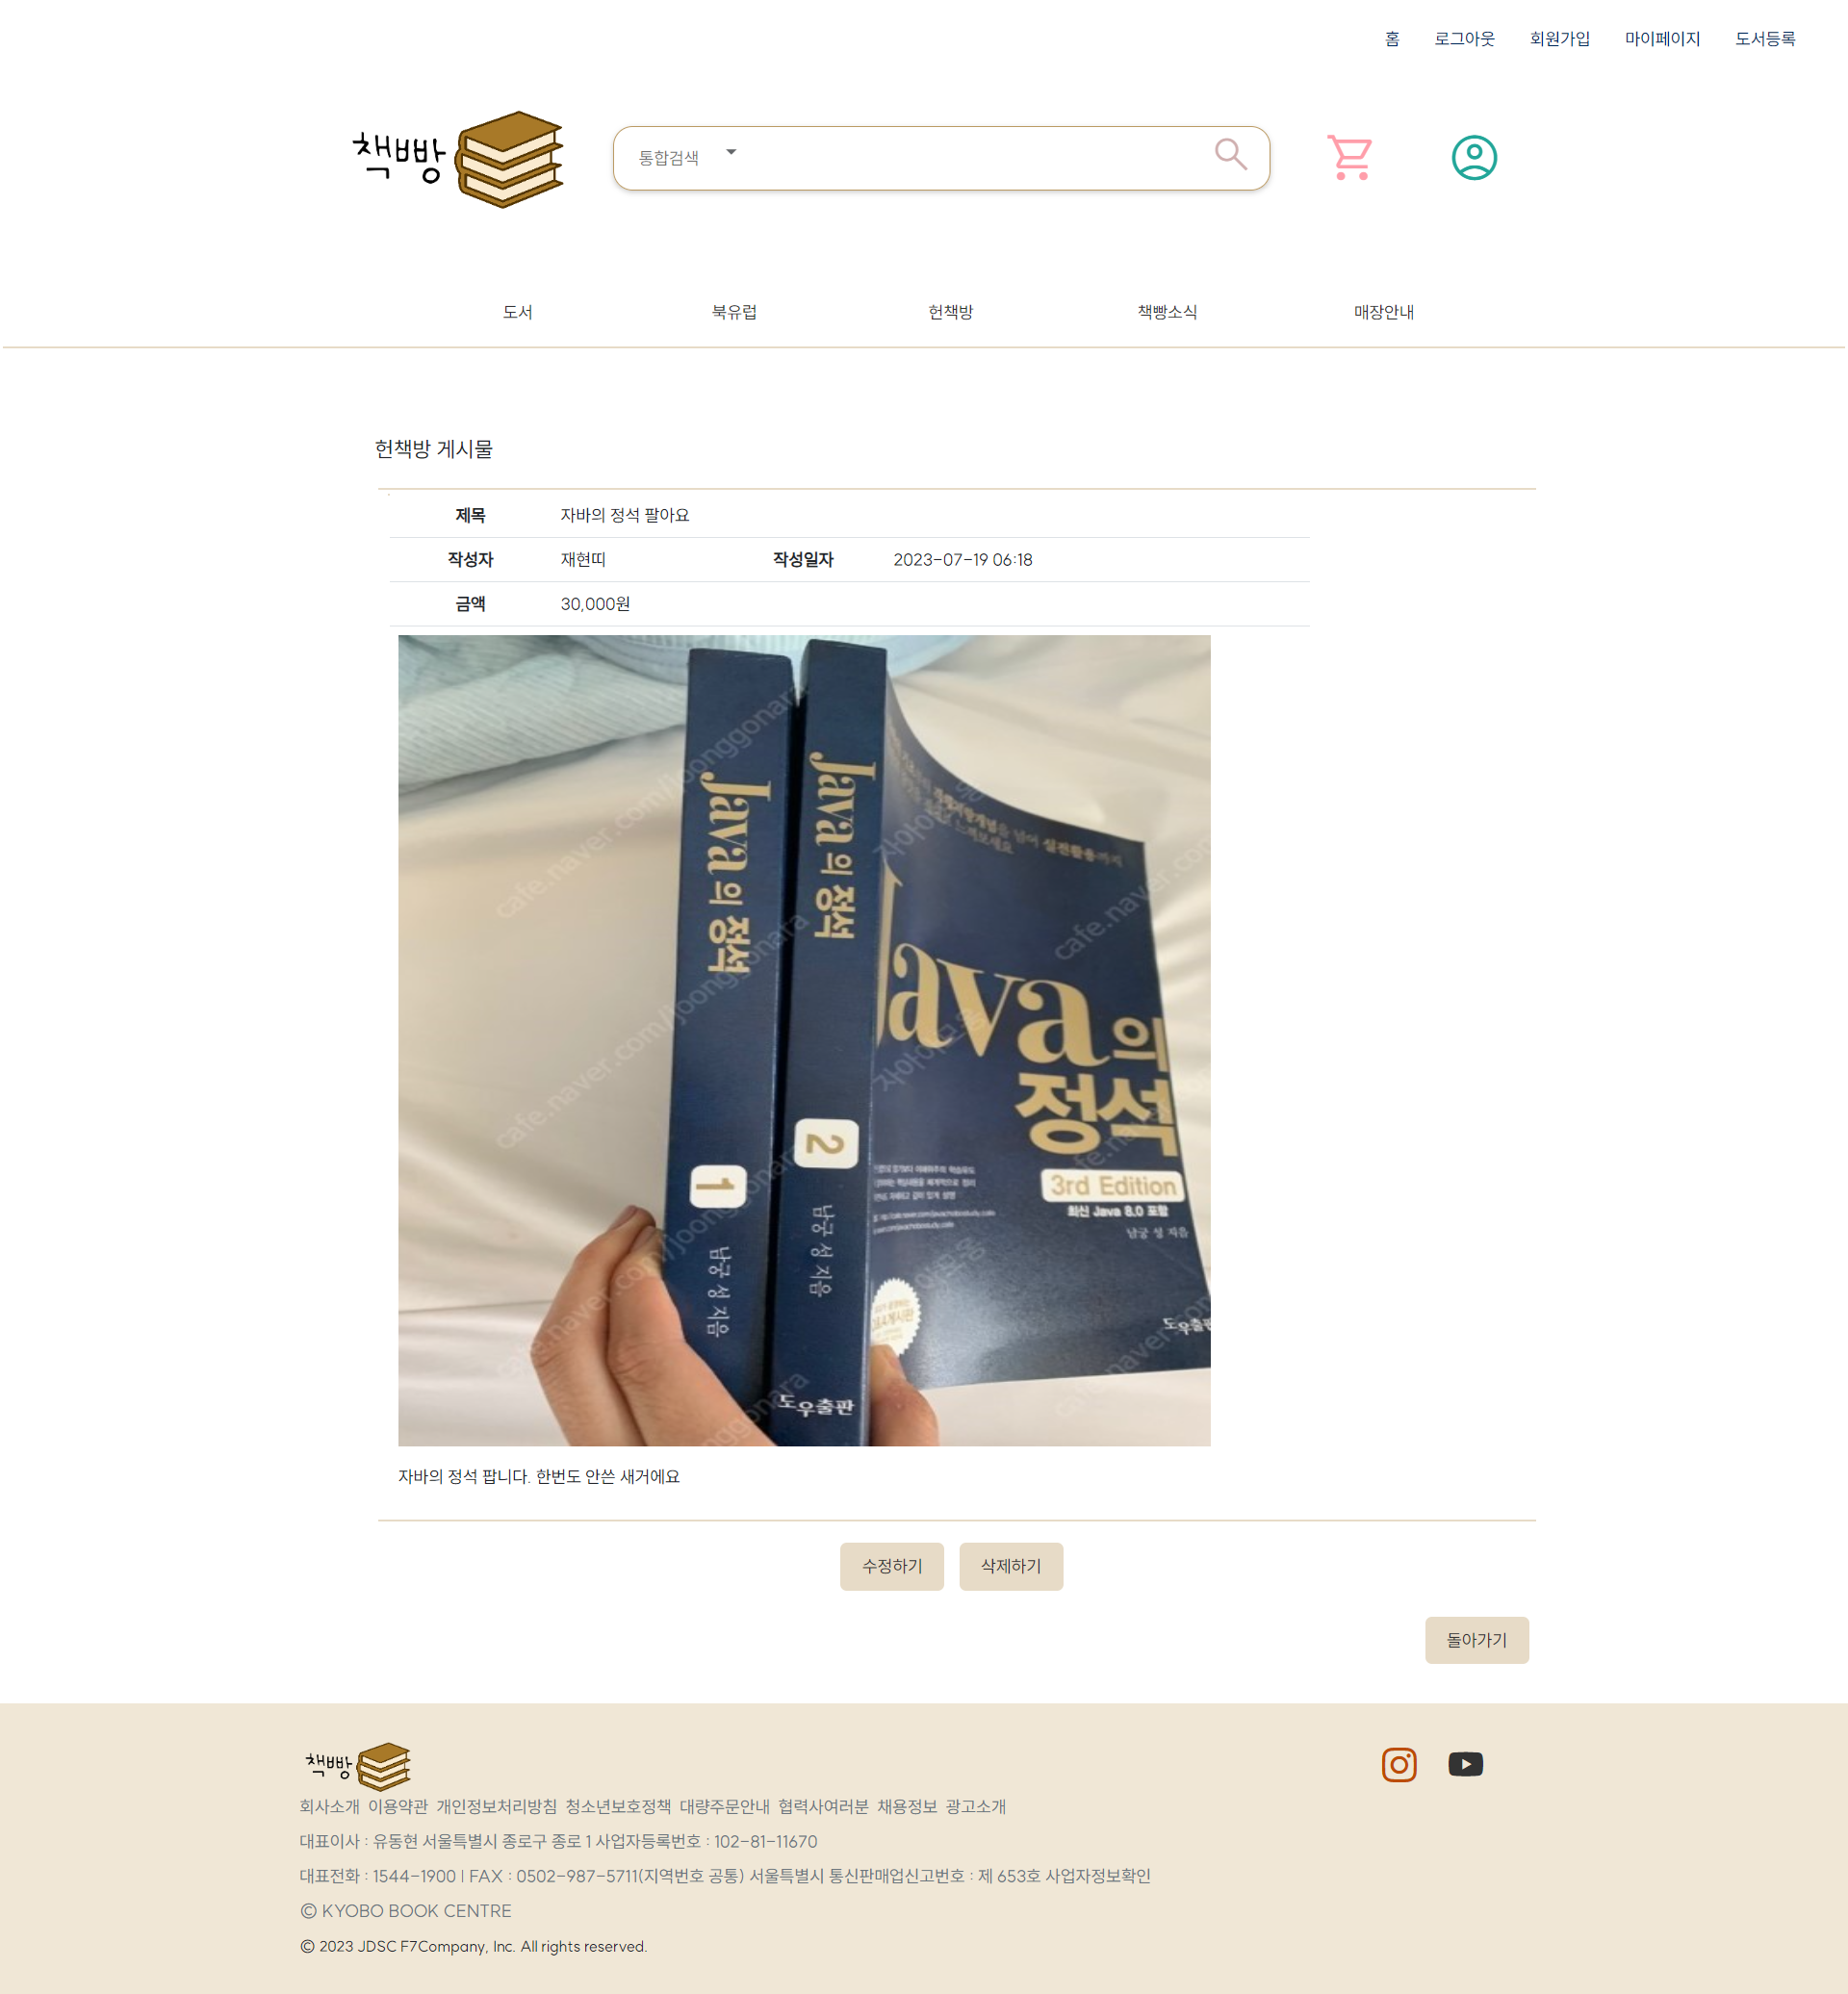 홈 로그아웃 회원가입 마이페이지 도서등록
책빵
통합검색
도서 북유럽 헌책방 책빵소식 매장안내
헌책방 게시물
제목 자바의 정석 팔아요
작성자 재현띠 작성일자 2023-07-19 06:18
금액 30,000원
Java의 정석
1
남궁 성 지음
Java의 정석
2
남궁 성 지음
도우출판
Java의
정석
3rd Edition
최신 Java 8.0 포함
남궁 성 지음
도우출판
cafe.naver.com/joonggonara
자바의 정석 팝니다. 한번도 안쓴 새거에요
수정하기 삭제하기
돌아가기
책빵
회사소개 이용약관 개인정보처리방침 청소년보호정책 대량주문안내 협력사여러분 채용정보 광고소개
대표이사 : 유동현 서울특별시 종로구 종로 1 사업자등록번호 : 102-81-11670
대표전화 : 1544-1900 | FAX : 0502-987-5711(지역번호 공통) 서울특별시 통신판매업신고번호 : 제 653호 사업자정보확인
© KYOBO BOOK CENTRE
© 2023 JDSC F7Company, Inc. All rights reserved.